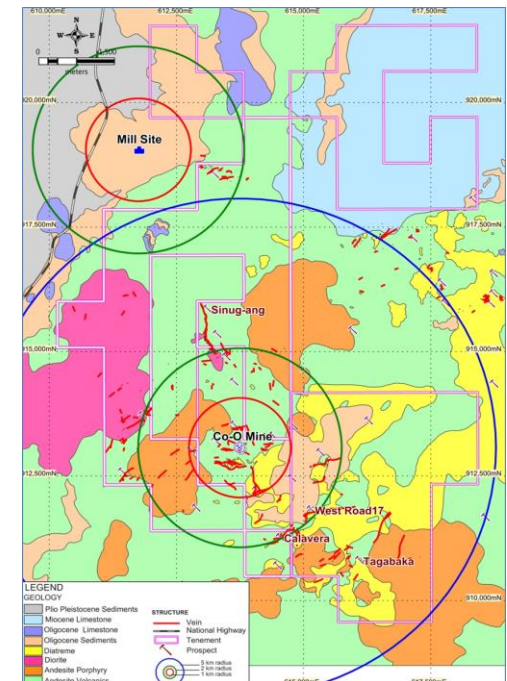 610,000mE
612,500mE
615,000mE
617,500mE
N
W E
S
0
meters
920,000mN
920,000mN
Mill Site
917,500mN
917,500mN
Sinug-ang
915,000mN
915,000mN
Co-O Mine
912,500mN
912,500mN
West Road17
Calavera
Tagabaka
910,000mN
LEGEND
GEOLOGY
Plio Pleistocene Sediments
Miocene Limestone
Oligocene Limestone
Oligocene Sediments
Diatreme
Diorite
Andesite Porphyry
Andesite Volcanics
STRUCTURE
Vein
National Highway
Tenement
Prospect
5 km radius
2 km radius
1 km radius